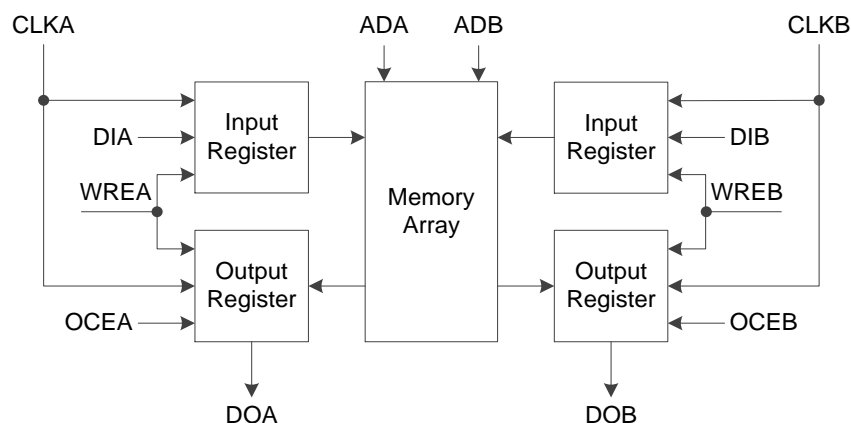 CLKA
ADA
ADB
CLKB
Input
Register
Input
Register
DIA
DIB
WREA
Memory
Array
WREB
Output
Register
Output
Register
OCEA
OCEB
DOA
DOB